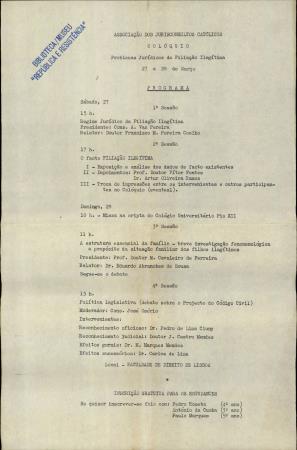 BIBLIOTECA/MUSEU
"REPÚBLICA E RESISTÊNCIA"
ASSOCIAÇÃO DOS JURISCONSULTOS CATÓLICOS
COLÓQUIO
Problemas Jurídicos da Filiação Ilegítima
27 e 28 de Março
PROGRAMA
Sábado, 27
1ª Sessão
15 h.
Regime Jurídico da Filiação Ilegítima
Presidente: Cons. A. Vaz Pereira
Relator: Doutor Francisco M. Pereira Coelho
2ª Sessão
17 h.
O facto FILIAÇÃO ILEGÍTIMA
I - Exposição e análise dos dados de facto existentes
II - Depoimentos: Prof. Doutor Vítor Fontes
Dr. Artur Oliveira Ramos
III - Troca de impressões entre os intervenientes e outros participantes no Colóquio (eventual).
Domingo, 28
10 h. - Missa na cripta do Colégio Universitário Pio XII
3ª Sessão
11 h.
A estrutura essencial da família - breve investigação fenomenológica
a propósito da situação familiar dos filhos ilegítimos
Presidente: Prof. Doutor M. Cavaleiro de Ferreira
Relator: Dr. Eduardo Abranches de Sousa
Segue-se o debate
4ª Sessão
15 h.
Política legislativa (debate sobre o Projecto do Código Civil)
Moderador: Cons. José Osório
Intervenientes:
Reconhecimento oficioso: Dr. Pedro de Lima
Reconhecimento judicial: Doutor J. Castro Mendes
Efeitos gerais: Dr. N. Marques Mendes
Efeitos sucessórios: Dr. Carlos de Lima
Local - FACULDADE DE DIREITO DE LISBOA
*
INSCRIÇÃO GRATUITA PARA OS ESTUDANTES
Se quiser inscrever-se fale com: Pedro (4º ano)
António da Cunha (1º ano)
Paulo Marques (5º ano)